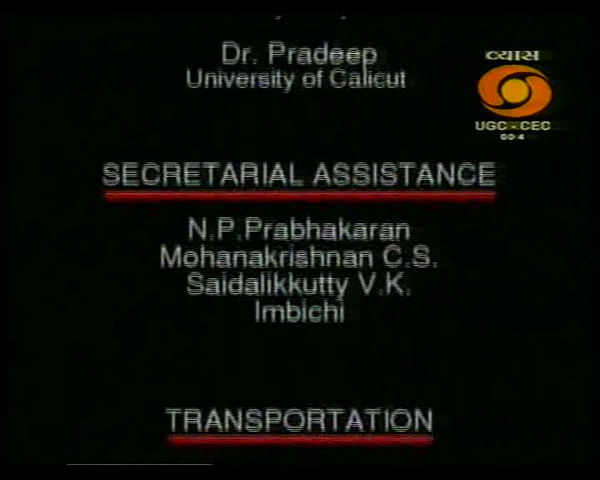 Dr. Pradeep
University of Calicut
व्यास
UGC - CEC
SECRETARIAL ASSISTANCE
N.P.Prabhakaran
Mohanakrishnan C.S.
Saidalikkutty V.K.
Imbichi
TRANSPORTATION